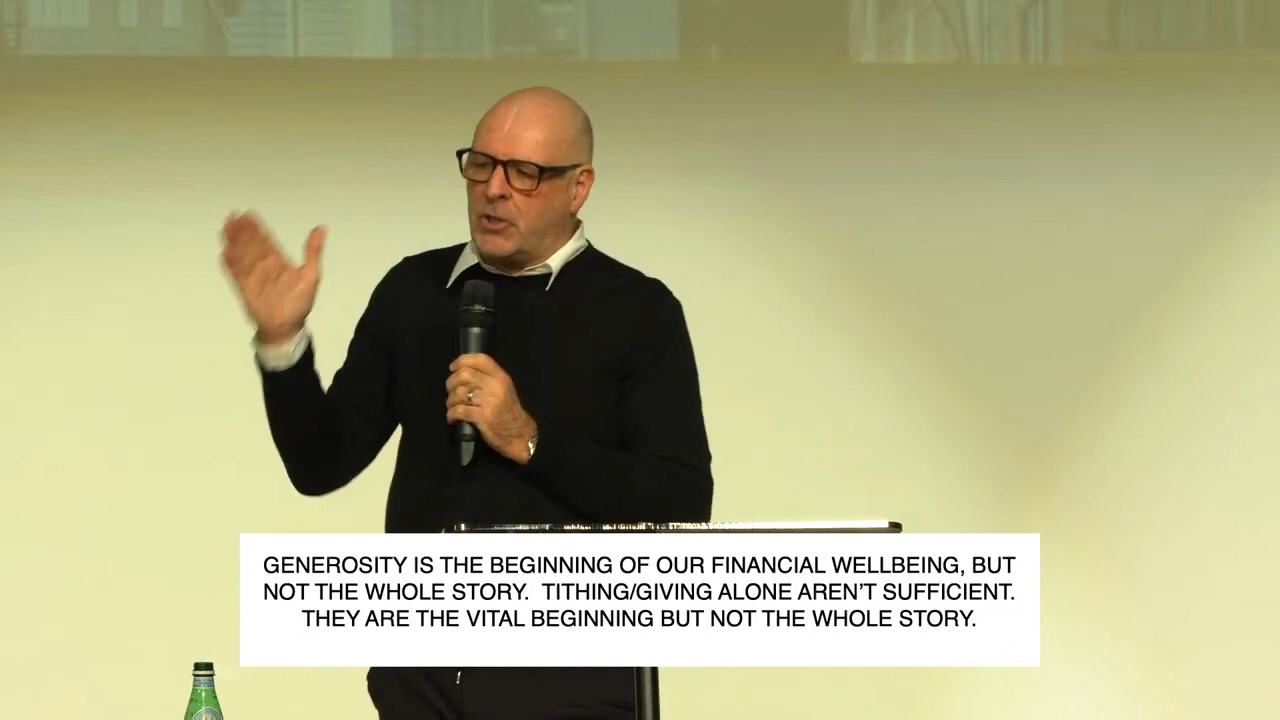 GENEROSITY IS THE BEGINNING OF OUR FINANCIAL WELLBEING, BUT
NOT THE WHOLE STORY.  TITHING/GIVING ALONE AREN’T SUFFICIENT.
THEY ARE THE VITAL BEGINNING BUT NOT THE WHOLE STORY.